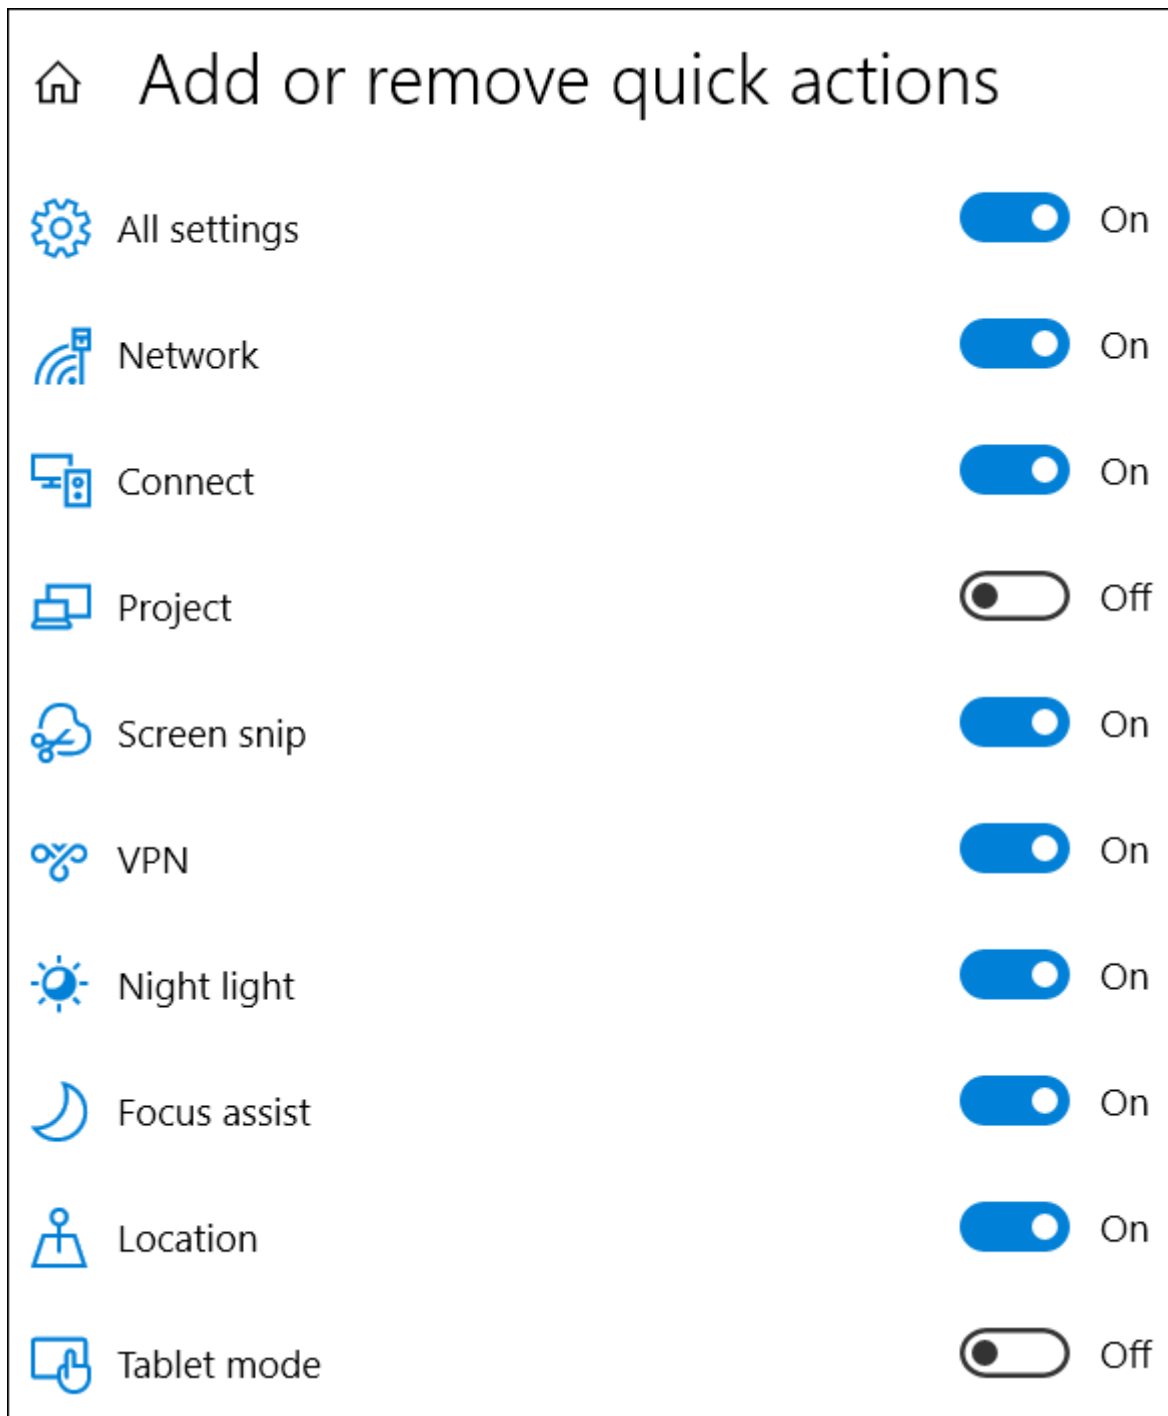 Add or remove quick actions
All settings On
Network On
Connect On
Project Off
Screen snip On
VPN On
Night light On
Focus assist On
Location On
Tablet mode Off